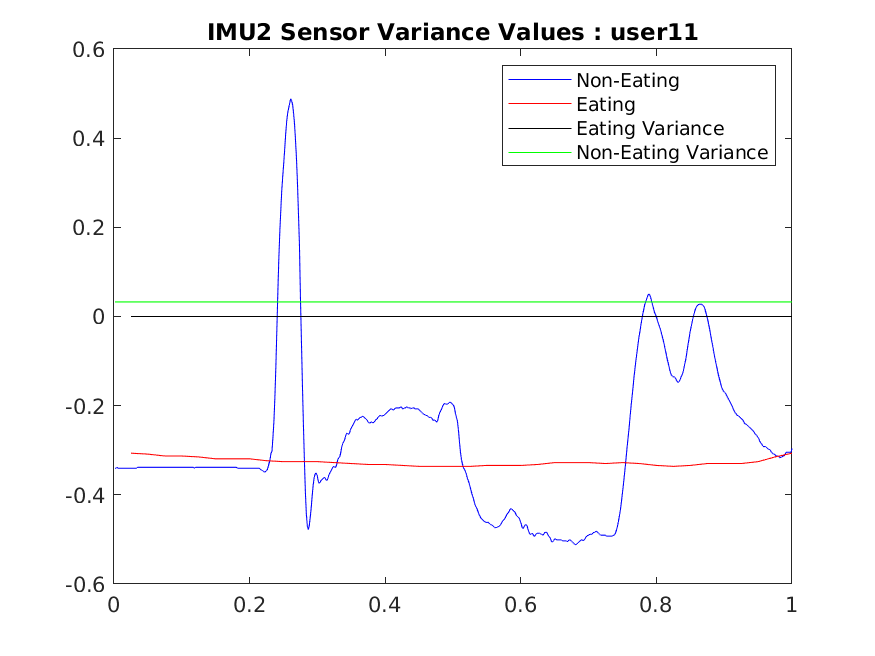 IMU2 Sensor Variance Values : user11
Non-Eating
Eating
Eating Variance
Non-Eating Variance
0.6
0.4
0.2
0
-0.2
-0.4
-0.6
0
0.2
0.4
0.6
0.8
1